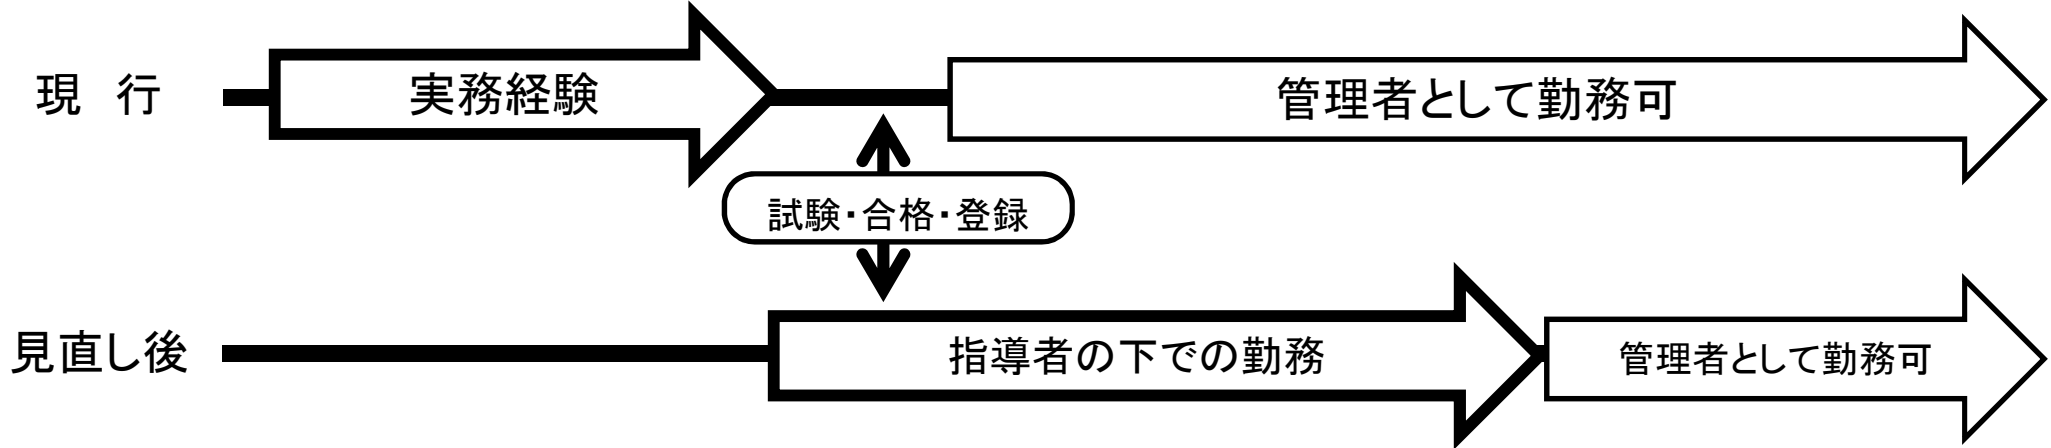 現　行
実務経験
管理者として勤務可
試験・合格・登録
見直し後
指導者の下での勤務
管理者として勤務可